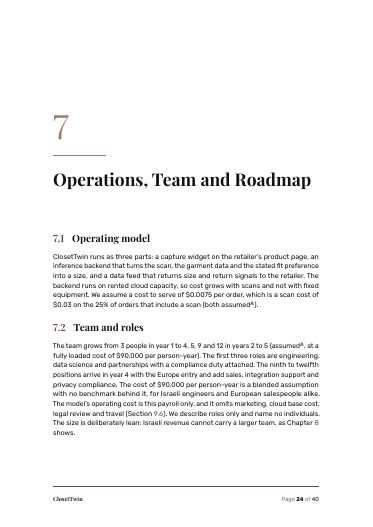 7
Operations, Team and Roadmap
7.1 Operating model
ClosetTwin runs as three parts: a capture widget on the retailer's product page, an
inference backend that turns the scan, the garment data and the stated fit preference
into a size, and a data feed that returns size and return signals to the retailer. The
backend runs on rented cloud capacity, so cost grows with scans and not with fixed
equipment. We assume a cost to serve of $0.0075 per order, which is a scan cost of
$0.03 on the 25% of orders that include a scan (both assumedᴬ).
7.2 Team and roles
The team grows from 3 people in year 1 to 4, 5, 9 and 12 in years 2 to 5 (assumedᴬ, at a
fully loaded cost of $90,000 per person-year). The first three roles are engineering,
data science and partnerships with a compliance duty attached. The ninth to twelfth
positions arrive in year 4 with the Europe entry and add sales, integration support and
privacy compliance. The cost of $90,000 per person-year is a blended assumption
with no benchmark behind it, for Israeli engineers and European salespeople alike.
The model's operating cost is this payroll only, and it omits marketing, cloud base cost,
legal review and travel (Section 9.6). We describe roles only and name no individuals.
The size is deliberately lean: Israeli revenue cannot carry a larger team, as Chapter 8
shows.
ClosetTwin Page 24 of 40